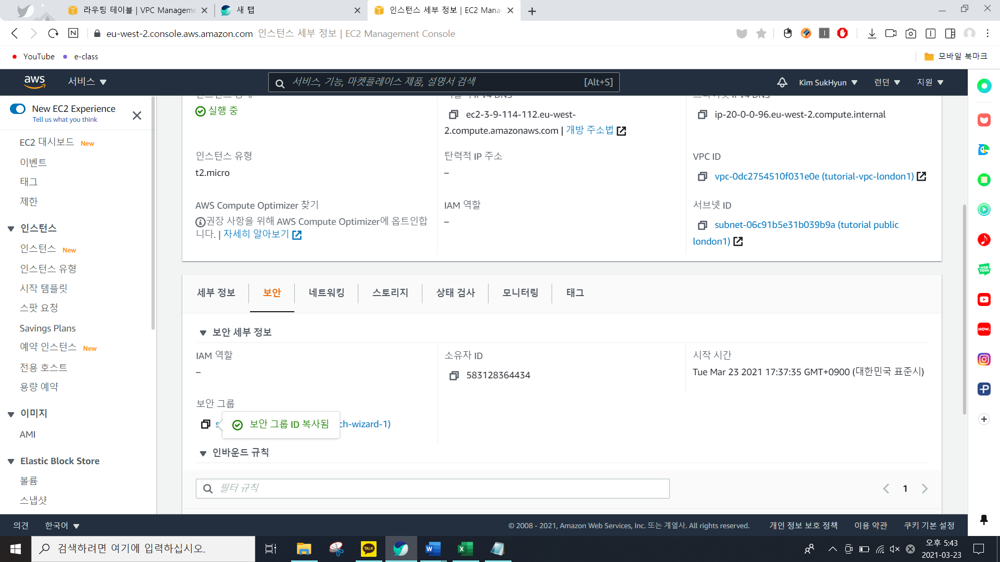 라우팅 테이블 | VPC Manageme
새 탭
인스턴스 세부 정보 | EC2 Mana
eu-west-2.console.aws.amazon.com 인스턴스 세부 정보 | EC2 Management Console
YouTube
e-class
모바일 북마크
aws
서비스
서비스, 기능, 마켓플레이스 제품, 설명서 검색
[Alt+S]
Kim SukHyun
런던
지원
New EC2 Experience
Tell us what you think
EC2 대시보드 New
이벤트
태그
제한
인스턴스
인스턴스 New
인스턴스 유형
시작 템플릿
스팟 요청
Savings Plans
예약 인스턴스 New
전용 호스트
용량 예약
이미지
AMI
Elastic Block Store
볼륨
스냅샷
실행 중
ec2-3-9-114-112.eu-west-
2.compute.amazonaws.com | 개방 주소법
ip-20-0-0-96.eu-west-2.compute.internal
인스턴스 유형
t2.micro
탄력적 IP 주소
–
VPC ID
vpc-0dc2754510f031e0e (tutorial-vpc-london1)
AWS Compute Optimizer 찾기
권장 사항을 위해 AWS Compute Optimizer에 옵트인합
니다. | 자세히 알아보기
IAM 역할
–
서브넷 ID
subnet-06c91b5e31b039b9a (tutorial public
london1)
세부 정보
보안
네트워킹
스토리지
상태 검사
모니터링
태그
보안 세부 정보
IAM 역할
–
소유자 ID
583128364434
시작 시간
Tue Mar 23 2021 17:37:35 GMT+0900 (대한민국 표준시)
보안 그룹
보안 그룹 ID 복사됨
ch-wizard-1)
인바운드 규칙
필터 규칙
1
의견
한국어
© 2008 - 2021, Amazon Web Services, Inc. 또는 계열사. All rights reserved.
개인 정보 보호 정책
이용 약관
쿠키 기본 설정
검색하려면 여기에 입력하십시오.
TALK
오후 5:43
2021-03-23
WEB
TOON
NOW.